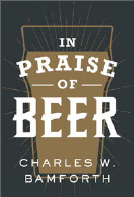 IN
PRAISE
OF
BEER
CHARLES W.
BAMFORTH